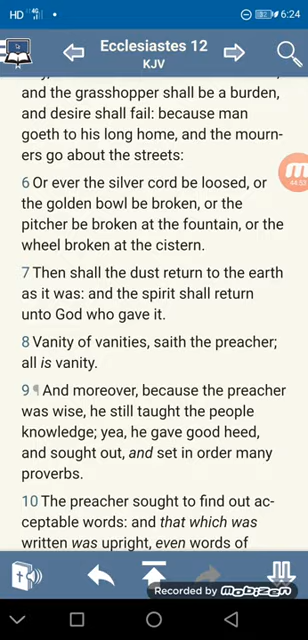 HD 4G 6:24
Ecclesiastes 12
KJV
and the grasshopper shall be a burden,
and desire shall fail: because man
goeth to his long home, and the mourn-
ers go about the streets:
6 Or ever the silver cord be loosed, or
the golden bowl be broken, or the
pitcher be broken at the fountain, or the
wheel broken at the cistern.
7 Then shall the dust return to the earth
as it was: and the spirit shall return
unto God who gave it.
8 Vanity of vanities, saith the preacher;
all is vanity.
9 ¶ And moreover, because the preacher
was wise, he still taught the people
knowledge; yea, he gave good heed,
and sought out, and set in order many
proverbs.
10 The preacher sought to find out ac-
ceptable words: and that which was
written was upright, even words of
M
44:53
Recorded by mobizen